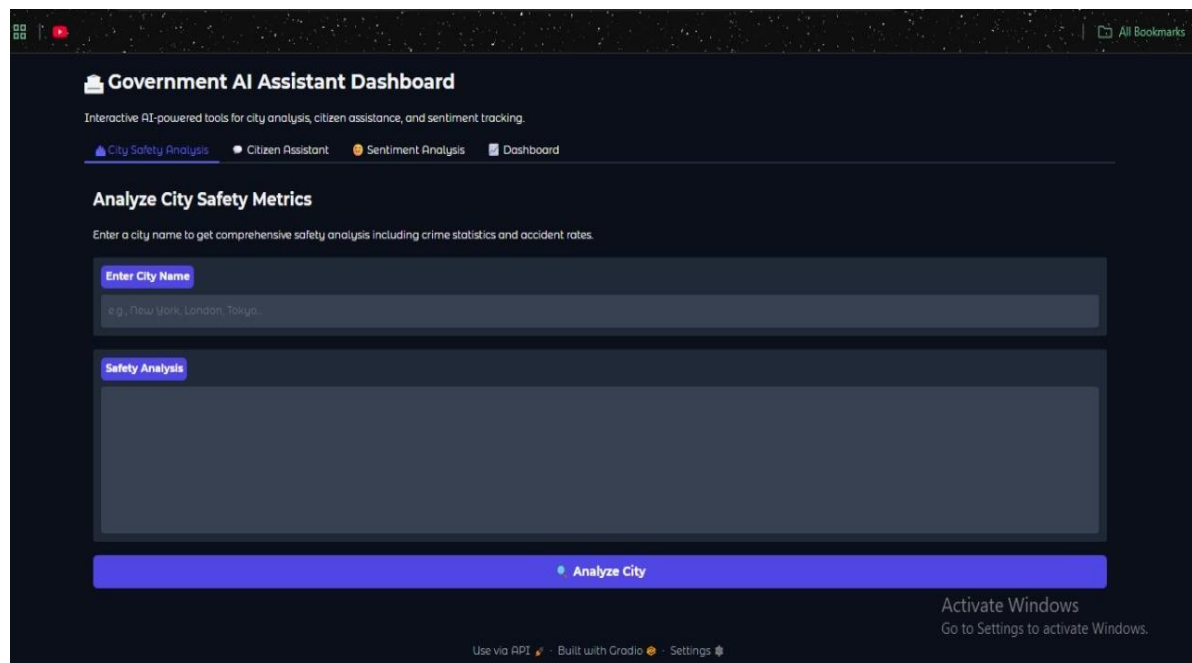 All Bookmarks
Government AI Assistant Dashboard
Interactive AI-powered tools for city analysis, citizen assistance, and sentiment tracking.
City Safety Analysis Citizen Assistant Sentiment Analysis Dashboard
Analyze City Safety Metrics
Enter a city name to get comprehensive safety analysis including crime statistics and accident rates.
Enter City Name
e.g., New York, London, Tokyo...
Safety Analysis
Analyze City
Activate Windows
Go to Settings to activate Windows.
Use via API · Built with Gradio · Settings